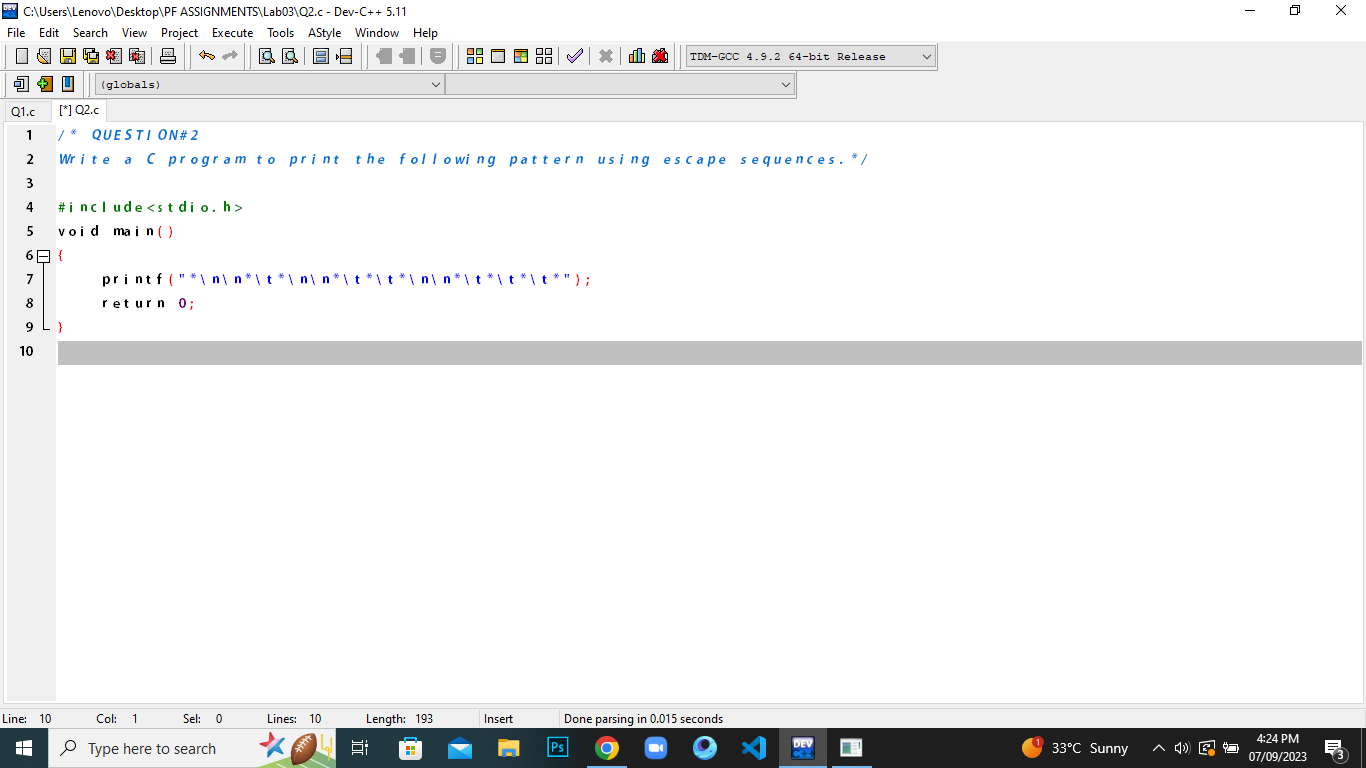 C:\Users\Lenovo\Desktop\PF ASSIGNMENTS\Lab03\Q2.c - Dev-C++ 5.11
File Edit Search View Project Execute Tools AStyle Window Help
TDM-GCC 4.9.2 64-bit Release
(globals)
Q1.c [*] Q2.c
1 /* QUESTION#2
2 Write a C program to print the following pattern using escape sequences.*/
3
4 #include<stdio.h>
5 void main()
6 {
7 printf("*\n\n*\t*\n\n*\t*\t*\n\n*\t*\t*\t*");
8 return 0;
9 }
10
Line: 10 Col: 1 Sel: 0 Lines: 10 Length: 193 Insert Done parsing in 0.015 seconds
Type here to search
Ps
DEV
1
33°C Sunny
4:24 PM
07/09/2023
3